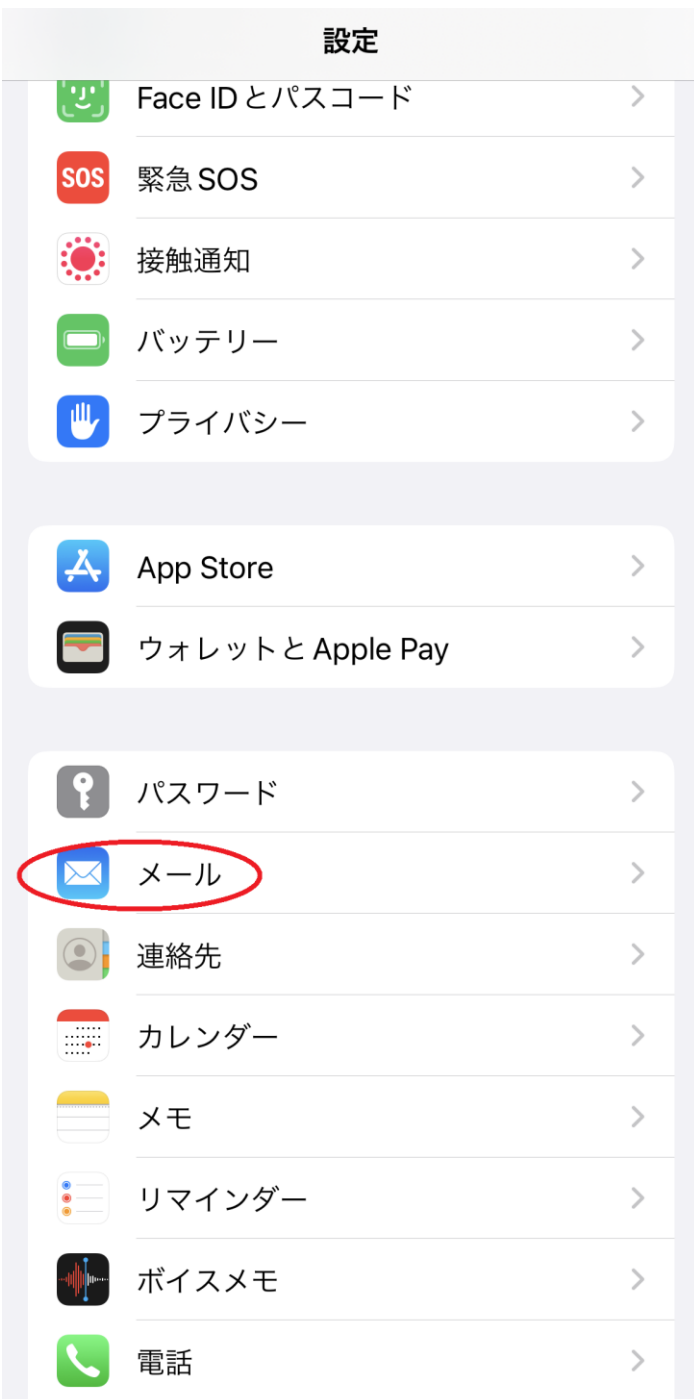 設定
Face IDとパスコード
SOS 緊急SOS
接触通知
バッテリー
プライバシー
App Store
ウォレットとApple Pay
パスワード
メール
連絡先
カレンダー
メモ
リマインダー
ボイスメモ
電話